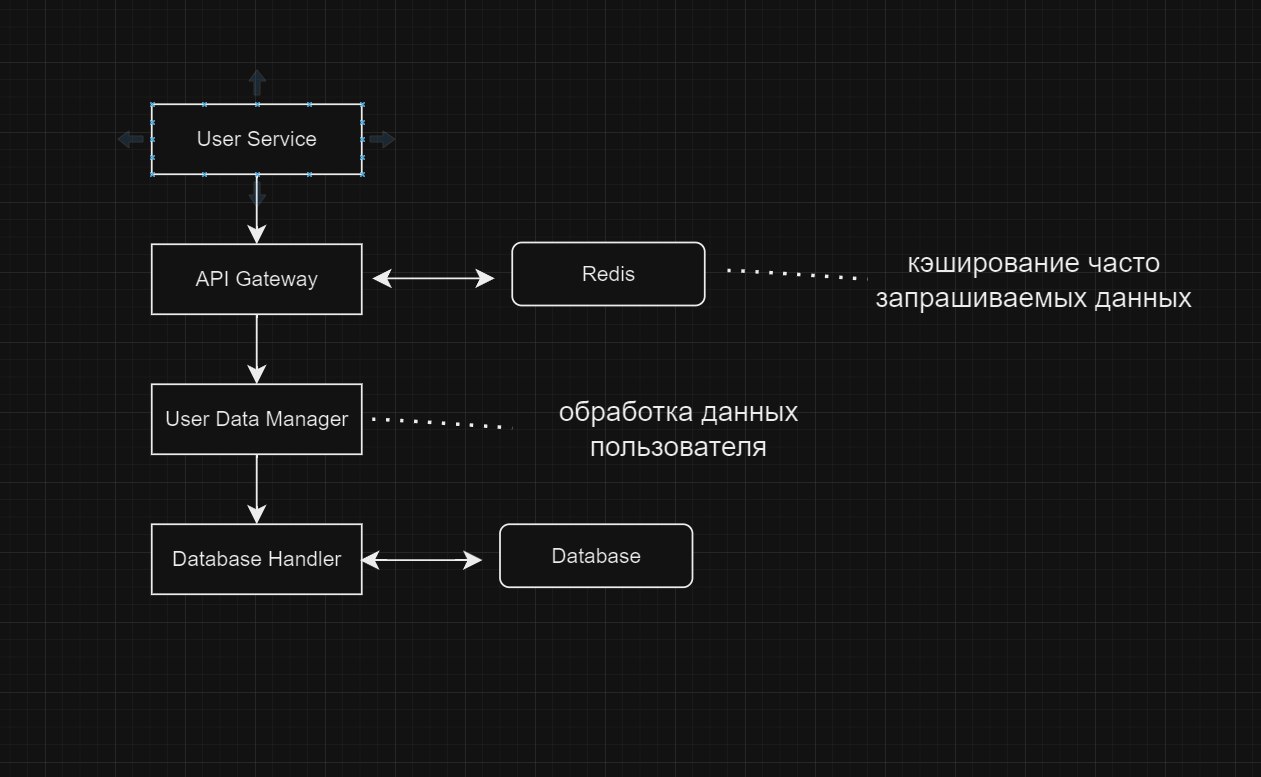 User Service
API Gateway
Redis
кэширование часто
запрашиваемых данных
User Data Manager
обработка данных
пользователя
Database Handler
Database